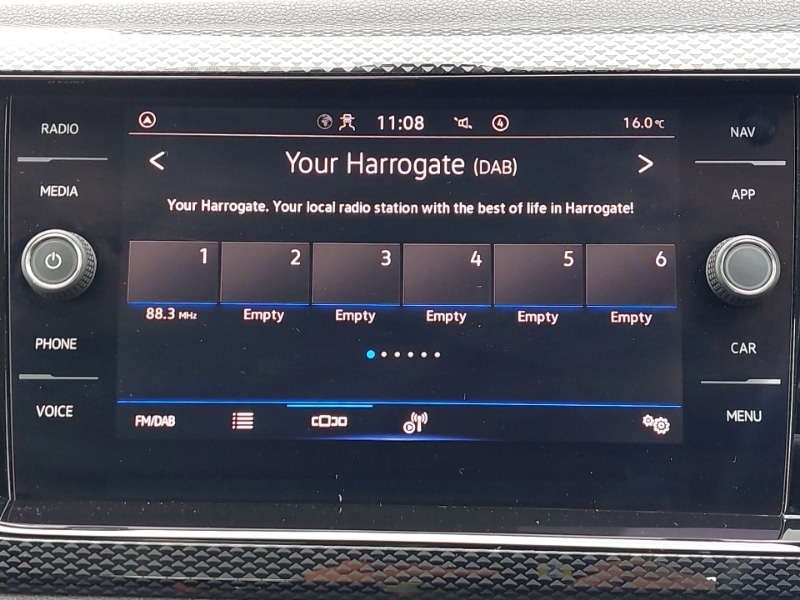 RADIO
MEDIA
PHONE
VOICE
11:08
4
16.0°C
< Your Harrogate (DAB) >
Your Harrogate. Your local radio station with the best of life in Harrogate!
1 2 3 4 5 6
88.3 MHz Empty Empty Empty Empty Empty
FM/DAB
NAV
APP
CAR
MENU